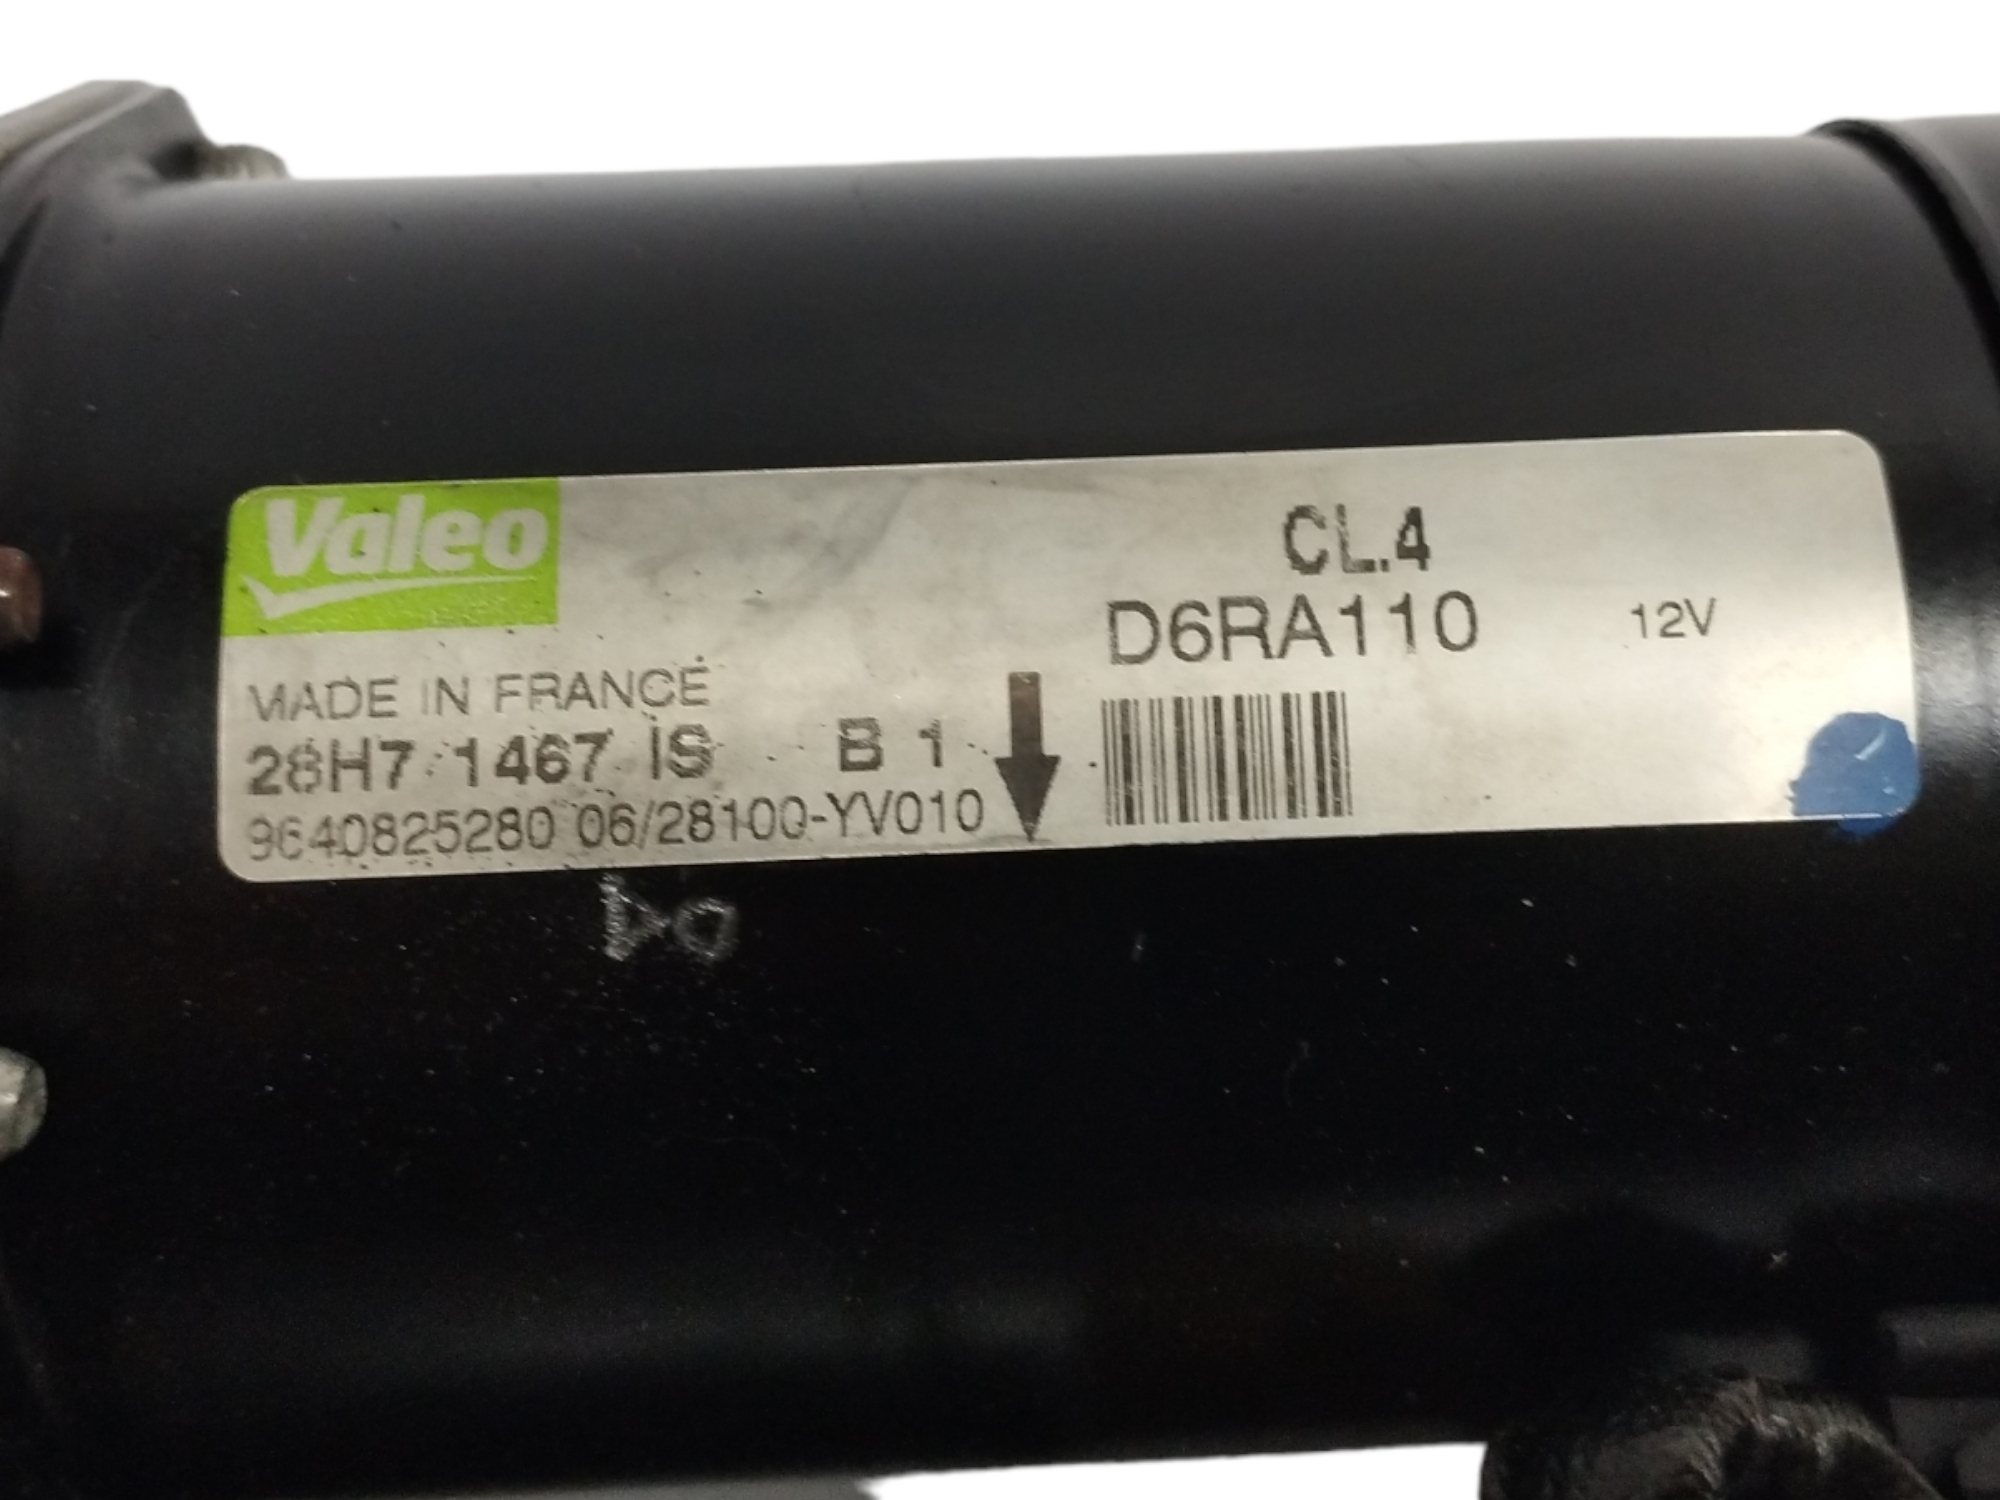 Valeo
CL.4
D6RA110
12V
MADE IN FRANCE
28H7 1467 IS B 1
9640825280 06/28100-YV010